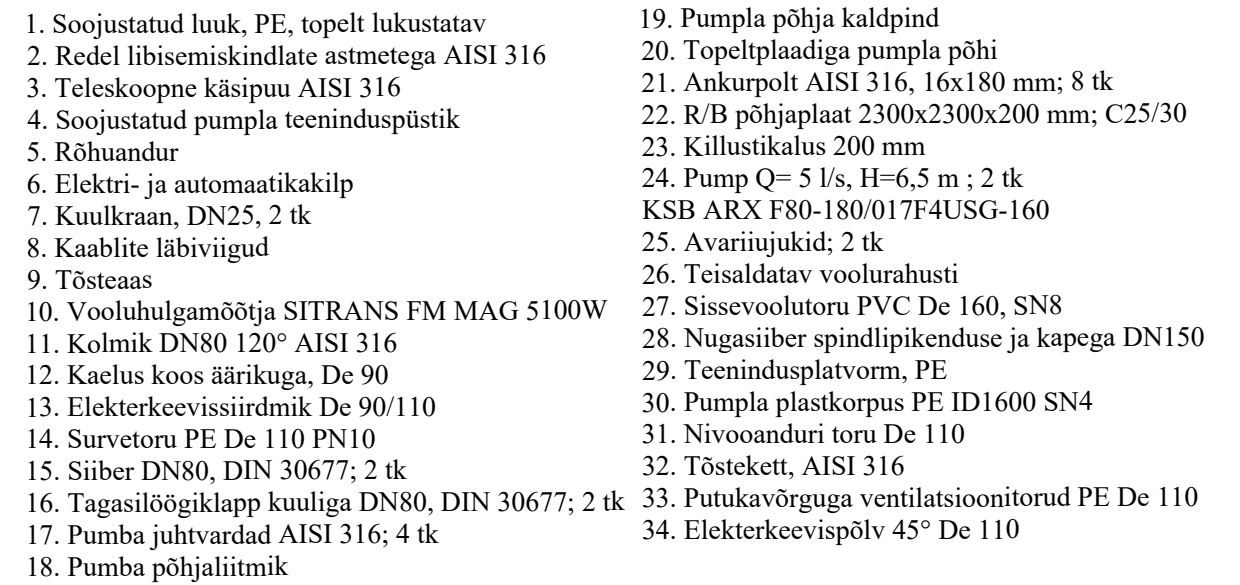 1. Soojustatud luuk, PE, topelt lukustatav
2. Redel libisemiskindlate astmetega AISI 316
3. Teleskoopne käsipuu AISI 316
4. Soojustatud pumpla teeninduspüstik
5. Rõhuandur
6. Elektri- ja automaatikakilp
7. Kuulkraan, DN25, 2 tk
8. Kaablite läbiviigud
9. Tõsteaas
10. Vooluhulgamõõtja SITRANS FM MAG 5100W
11. Kolmik DN80 120° AISI 316
12. Kaelus koos äärikuga, De 90
13. Elekterkeevissiirdmik De 90/110
14. Survetoru PE De 110 PN10
15. Siiber DN80, DIN 30677; 2 tk
16. Tagasilöögiklapp kuuliga DN80, DIN 30677; 2 tk
17. Pumba juhtvardad AISI 316; 4 tk
18. Pumba põhjaliitmik
19. Pumpla põhja kaldpind
20. Topeltplaadiga pumpla põhi
21. Ankurpolt AISI 316, 16x180 mm; 8 tk
22. R/B põhjaplaat 2300x2300x200 mm; C25/30
23. Killustikalus 200 mm
24. Pump Q= 5 l/s, H=6,5 m ; 2 tk
KSB ARX F80-180/017F4USG-160
25. Avariiujukid; 2 tk
26. Teisaldatav voolurahusti
27. Sissevoolutoru PVC De 160, SN8
28. Nugasiiber spindlipikenduse ja kapega DN150
29. Teenindusplatvorm, PE
30. Pumpla plastkorpus PE ID1600 SN4
31. Nivooanduri toru De 110
32. Tõstekett, AISI 316
33. Putukavõrguga ventilatsioonitorud PE De 110
34. Elekterkeevispõlv 45° De 110